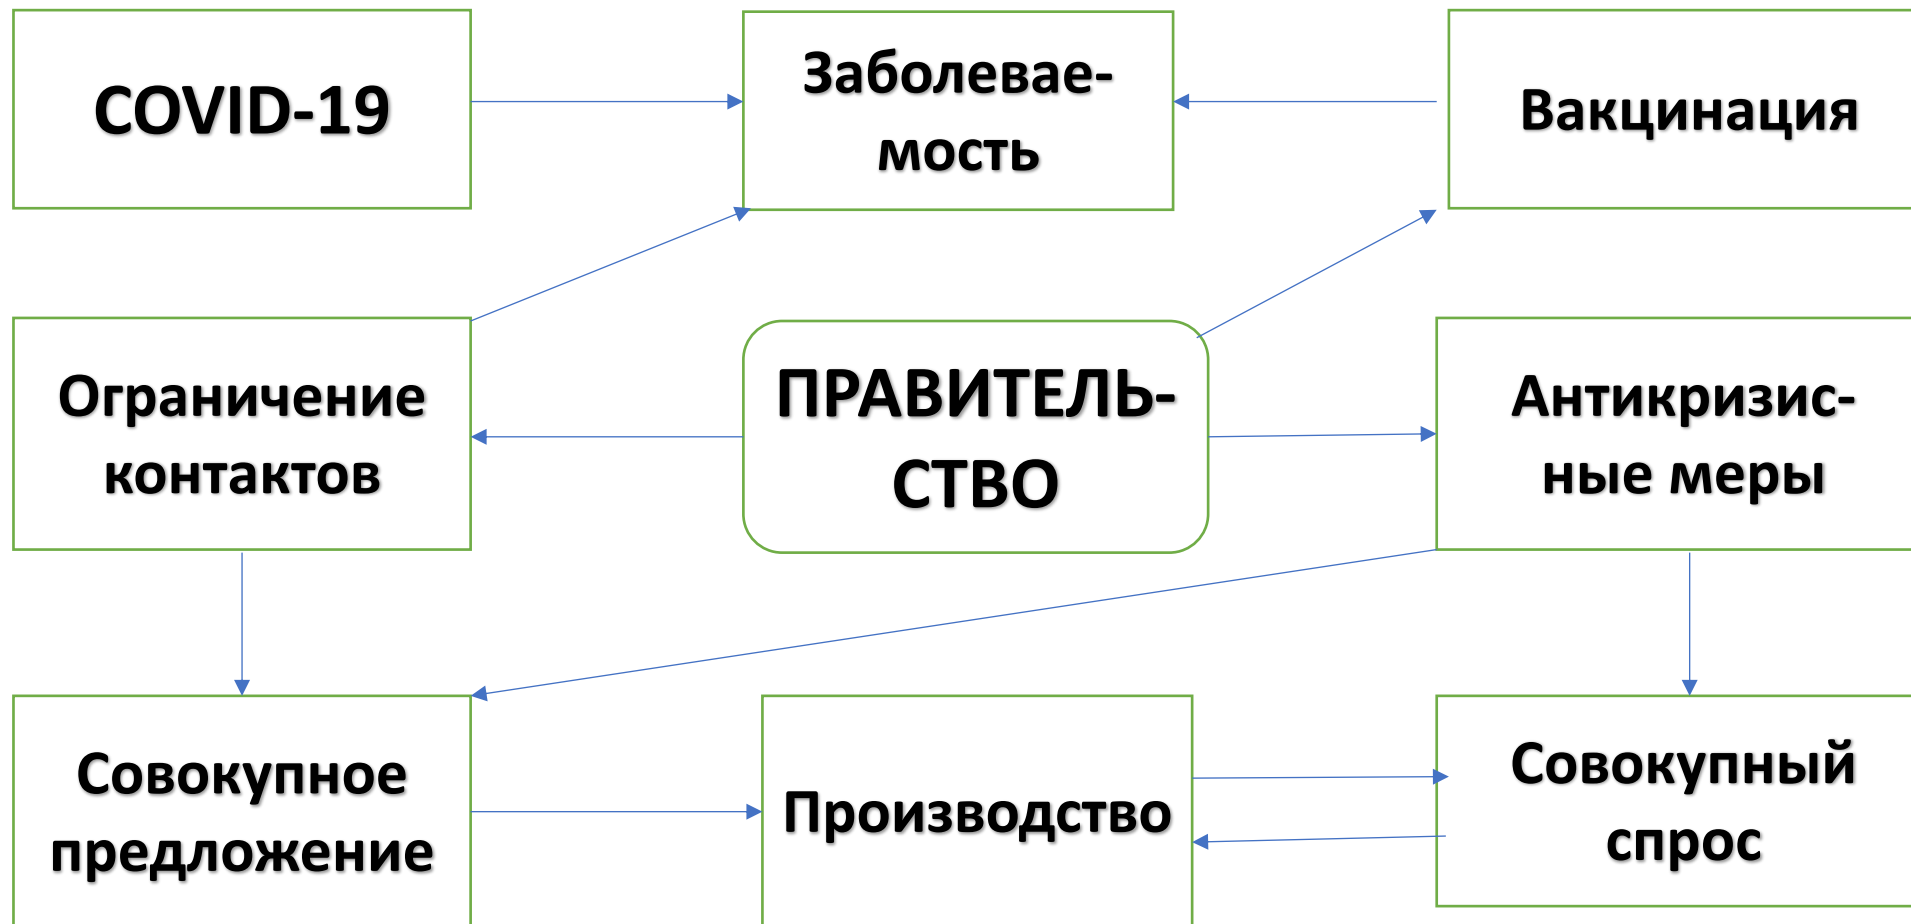 COVID-19
Заболевае-
мость
Вакцинация
Ограничение
контактов
ПРАВИТЕЛЬ-
СТВО
Антикризис-
ные меры
Совокупное
предложение
Производство
Совокупный
спрос